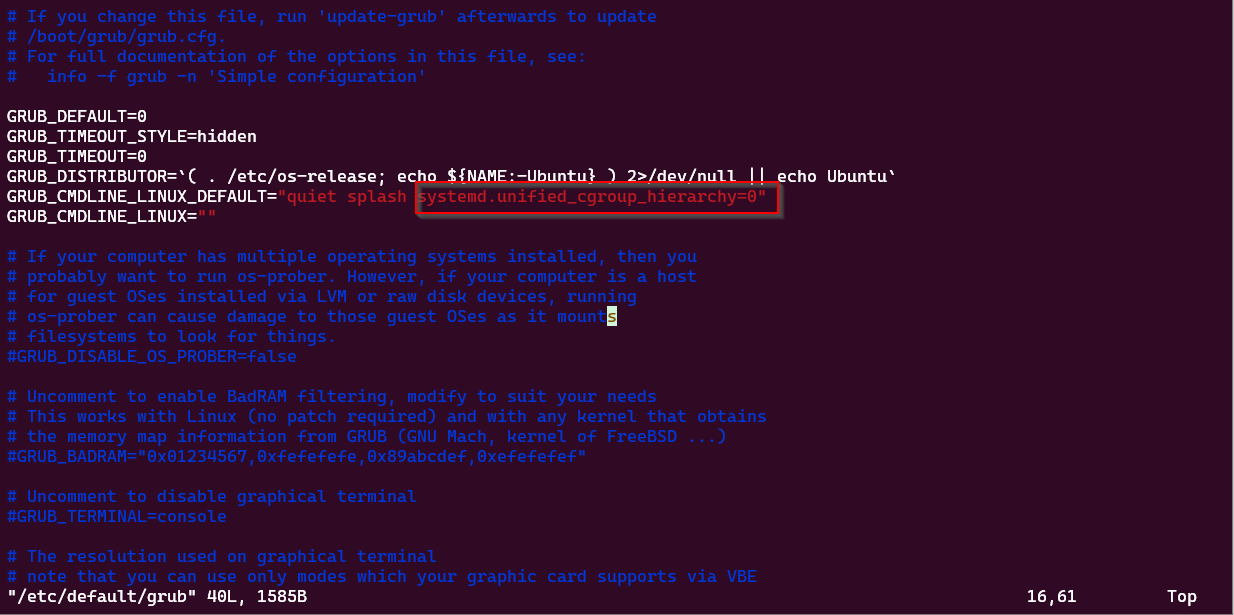 # If you change this file, run 'update-grub' afterwards to update
# /boot/grub/grub.cfg.
# For full documentation of the options in this file, see:
#   info -f grub -n 'Simple configuration'

GRUB_DEFAULT=0
GRUB_TIMEOUT_STYLE=hidden
GRUB_TIMEOUT=0
GRUB_DISTRIBUTOR=`( . /etc/os-release; echo ${NAME:-Ubuntu} ) 2>/dev/null || echo Ubuntu`
GRUB_CMDLINE_LINUX_DEFAULT="quiet splash systemd.unified_cgroup_hierarchy=0"
GRUB_CMDLINE_LINUX=""

# If your computer has multiple operating systems installed, then you
# probably want to run os-prober. However, if your computer is a host
# for guest OSes installed via LVM or raw disk devices, running
# os-prober can cause damage to those guest OSes as it mounts
# filesystems to look for things.
#GRUB_DISABLE_OS_PROBER=false

# Uncomment to enable BadRAM filtering, modify to suit your needs
# This works with Linux (no patch required) and with any kernel that obtains
# the memory map information from GRUB (GNU Mach, kernel of FreeBSD ...)
#GRUB_BADRAM="0x01234567,0xfefefefe,0x89abcdef,0xefefefef"

# Uncomment to disable graphical terminal
#GRUB_TERMINAL=console

# The resolution used on graphical terminal
# note that you can use only modes which your graphic card supports via VBE
"/etc/default/grub" 40L, 1585B 16,61 Top